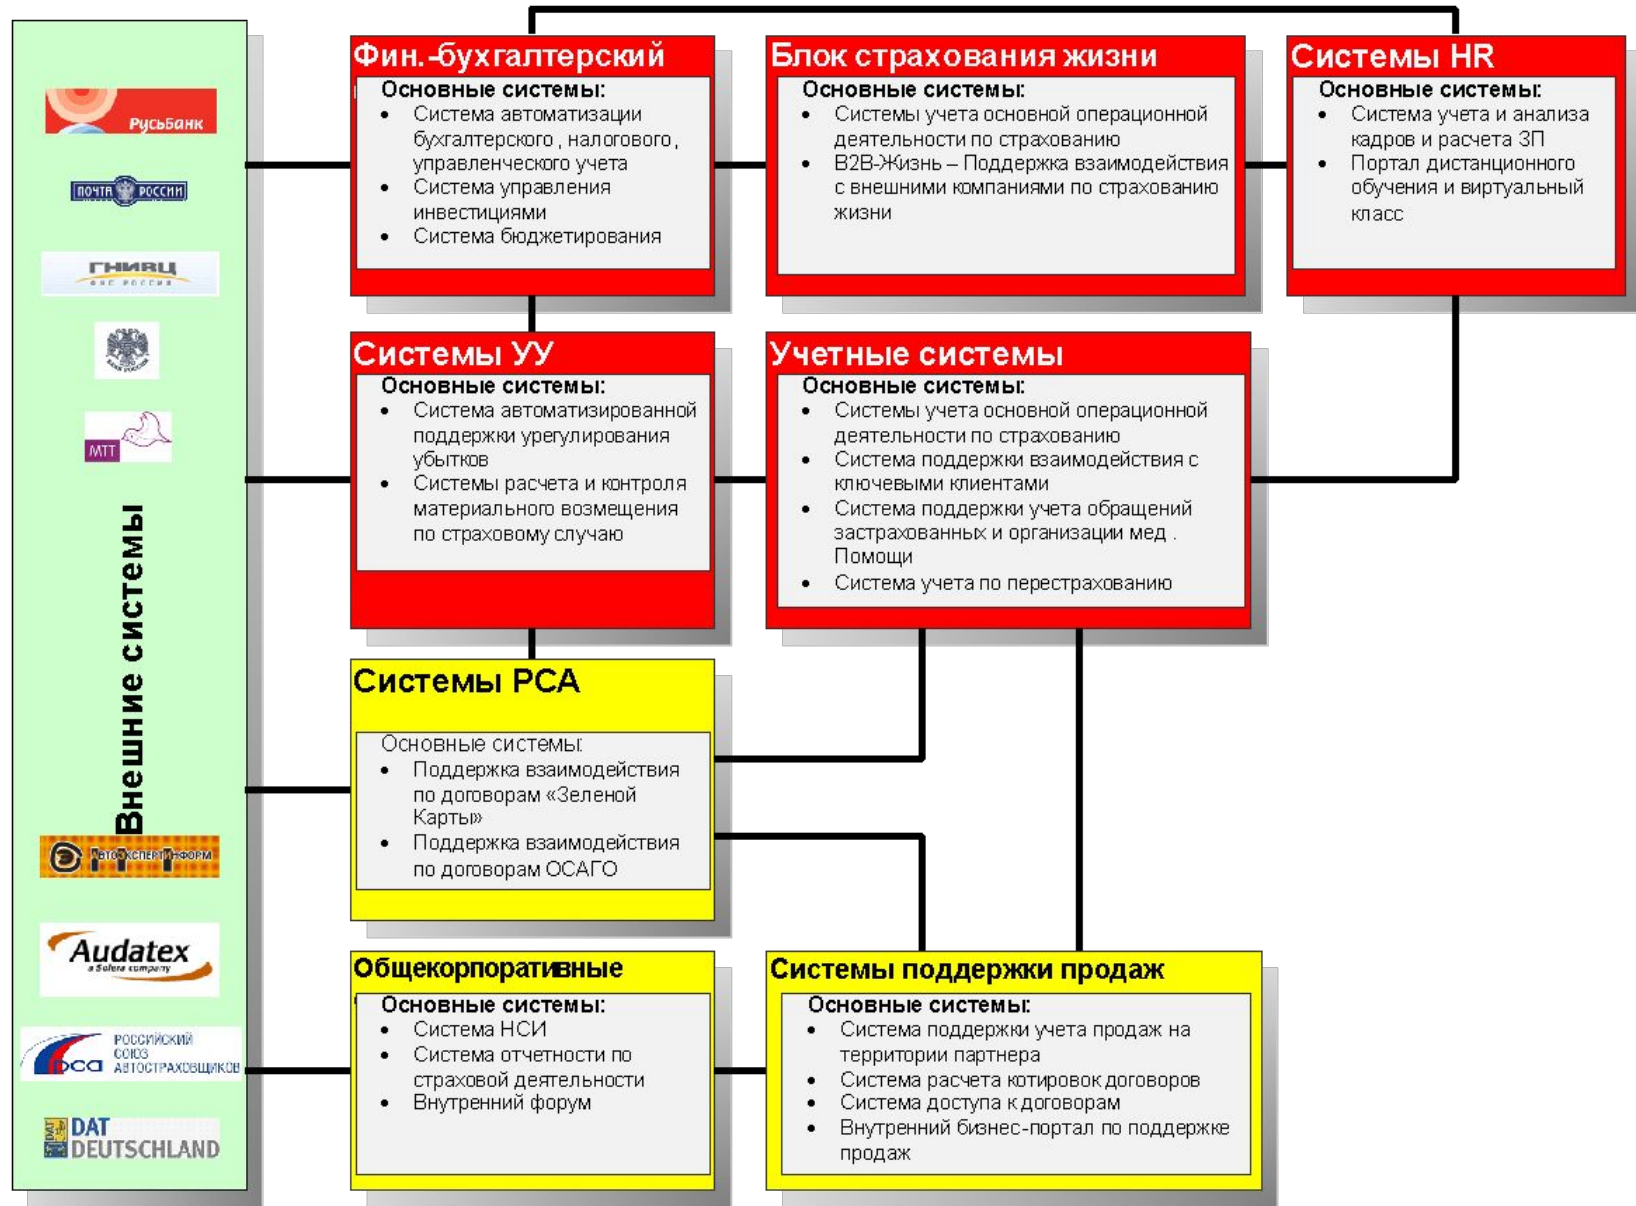 РусьБанк
ПОЧТА РОССИИ
ГНИВЦ
ФНС РОССИЯ
БАНК РОССИИ
МТТ
Внешние системы
АВТОЭКСПЕРТИНФОРМ
Audatex
a Solera company
рса
РОССИЙСКИЙ
СОЮЗ
АВТОСТРАХОВЩИКОВ
DAT
DAT
DEUTSCHLAND
Фин.-бухгалтерский
Основные системы:
• Система автоматизации
бухгалтерского , налогового ,
управленческого учета
• Система управления
инвестициями
• Система бюджетирования
Блок страхования жизни
Основные системы:
• Системы учета основной операционной
деятельности по страхованию
• B2B-Жизнь – Поддержка взаимодействия
с внешними компаниями по страхованию
жизни
Системы HR
Основные системы:
• Система учета и анализа
кадров и расчета ЗП
• Портал дистанционного
обучения и виртуальный
класс
Системы УУ
Основные системы:
• Система автоматизированной
поддержки урегулирования
убытков
• Системы расчета и контроля
материального возмещения
по страховому случаю
Учетные системы
Основные системы:
• Системы учета основной операционной
деятельности по страхованию
• Система поддержки взаимодействия с
ключевыми клиентами
• Система поддержки учета обращений
застрахованных и организации мед .
Помощи
• Система учета по перестрахованию
Системы РСА
Основные системы:
• Поддержка взаимодействия
по договорам «Зеленой
Карты»
• Поддержка взаимодействия
по договорам ОСАГО
Общекорпоративные
Основные системы:
• Система НСИ
• Система отчетности по
страховой деятельности
• Внутренний форум
Системы поддержки продаж
Основные системы:
• Система поддержки учета продаж на
территории партнера
• Система расчета котировок договоров
• Система доступа к договорам
• Внутренний бизнес-портал по поддержке
продаж